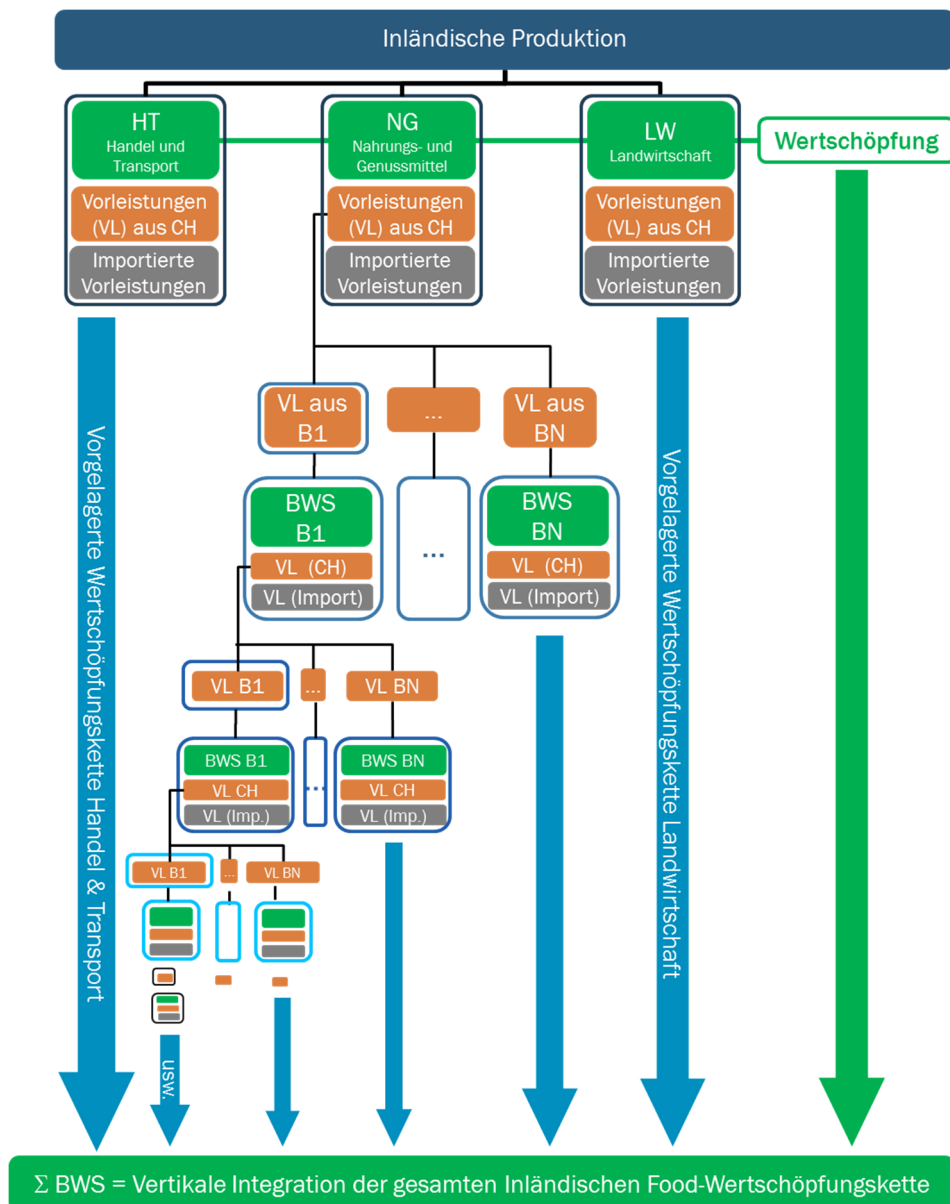 Inländische Produktion
HT
Handel und
Transport
NG
Nahrungs- und
Genussmittel
LW
Landwirtschaft
Wertschöpfung
Vorleistungen
(VL) aus CH
Vorleistungen
(VL) aus CH
Vorleistungen
(VL) aus CH
Importierte
Vorleistungen
Importierte
Vorleistungen
Importierte
Vorleistungen
VL aus
B1
...
VL aus
BN
BWS
B1
VL (CH)
VL (Import)
...
BWS
BN
VL (CH)
VL (Import)
VL B1
...
VL BN
BWS B1
VL CH
VL (Imp.)
...
BWS BN
VL CH
VL (Imp.)
VL B1
...
VL BN
usw.
Vorgelagerte Wertschöpfungskette Handel & Transport
Vorgelagerte Wertschöpfungskette Landwirtschaft
Σ BWS = Vertikale Integration der gesamten Inländischen Food-Wertschöpfungskette